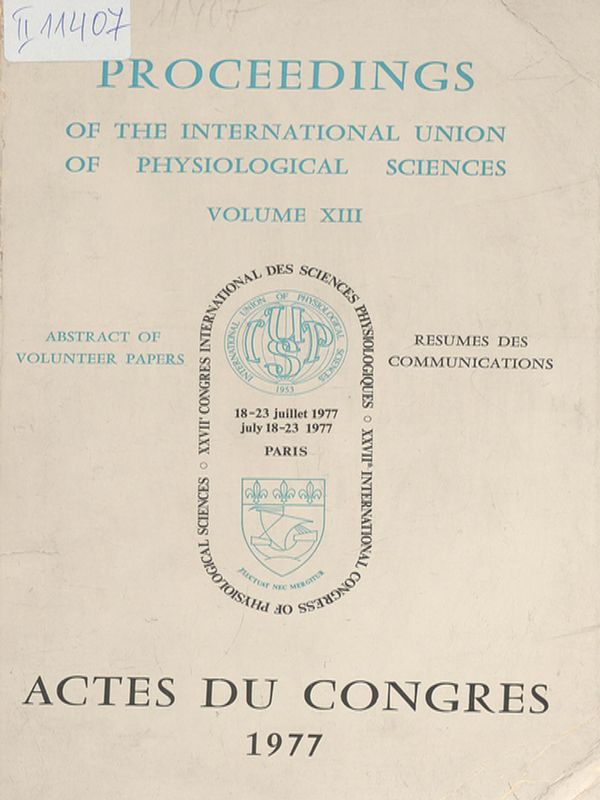 II 11407
11407
PROCEEDINGS
OF THE INTERNATIONAL UNION
OF PHYSIOLOGICAL SCIENCES
VOLUME XIII
ABSTRACT OF
VOLUNTEER PAPERS
RESUMES DES
COMMUNICATIONS
XXVIIe CONGRES INTERNATIONAL DES SCIENCES PHYSIOLOGIQUES
XXVIIth INTERNATIONAL CONGRESS OF PHYSIOLOGICAL SCIENCES
INTERNATIONAL UNION OF PHYSIOLOGICAL SCIENCES
IUPS
1953
18-23 juillet 1977
july 18-23 1977
PARIS
FLUCTUAT NEC MERGITUR
ACTES DU CONGRES
1977